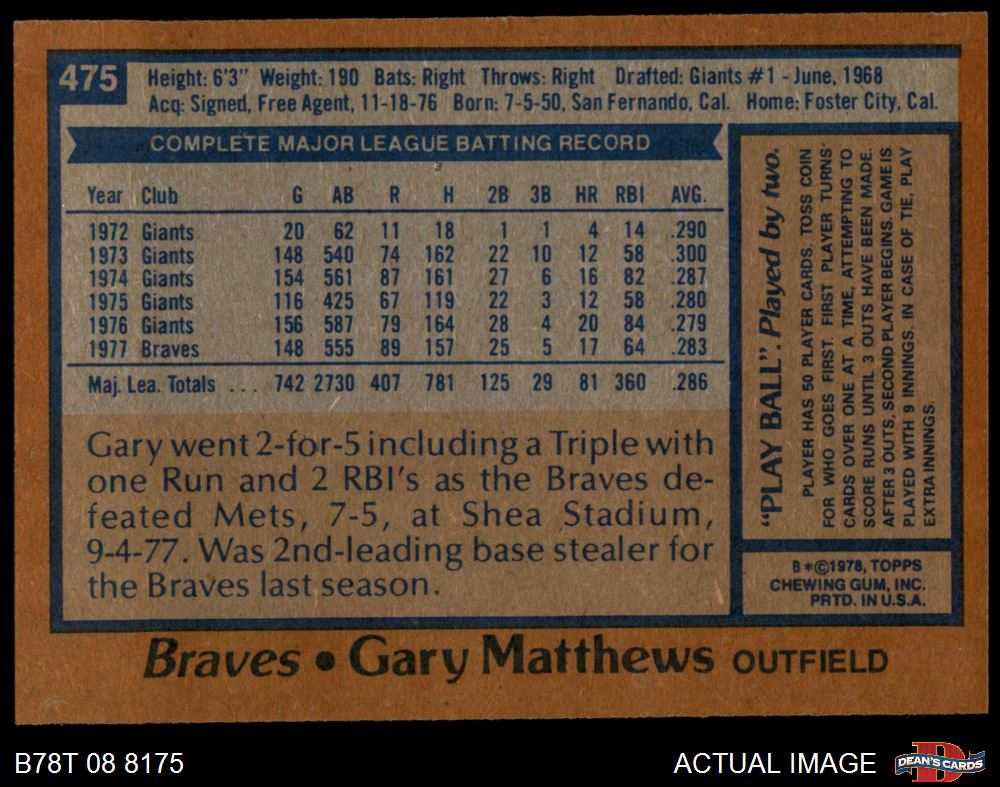 475
Height: 6'3" Weight: 190 Bats: Right Throws: Right Drafted: Giants #1 - June, 1968
Acq: Signed, Free Agent, 11-18-76 Born: 7-5-50, San Fernando, Cal. Home: Foster City, Cal.
COMPLETE MAJOR LEAGUE BATTING RECORD
Year Club G AB R H 2B 3B HR RBI AVG.
1972 Giants 20 62 11 18 1 1 4 14 .290
1973 Giants 148 540 74 162 22 10 12 58 .300
1974 Giants 154 561 87 161 27 6 16 82 .287
1975 Giants 116 425 67 119 22 3 12 58 .280
1976 Giants 156 587 79 164 28 4 20 84 .279
1977 Braves 148 555 89 157 25 5 17 64 .283
Maj. Lea. Totals ... 742 2730 407 781 125 29 81 360 .286
Gary went 2-for-5 including a Triple with
one Run and 2 RBI's as the Braves de-
feated Mets, 7-5, at Shea Stadium,
9-4-77. Was 2nd-leading base stealer for
the Braves last season.
"PLAY BALL" Played by two.
PLAYER HAS 50 PLAYER CARDS. TOSS COIN
FOR WHO GOES FIRST. FIRST PLAYER TURNS
CARDS OVER ONE AT A TIME, ATTEMPTING TO
SCORE RUNS UNTIL 3 OUTS HAVE BEEN MADE.
AFTER 3 OUTS, SECOND PLAYER BEGINS. GAME IS
PLAYED WITH 9 INNINGS. IN CASE OF TIE, PLAY
EXTRA INNINGS.
B*©1978, TOPPS
CHEWING GUM, INC.
PRTD. IN U.S.A.
Braves • Gary Matthews OUTFIELD
B78T 08 8175
ACTUAL IMAGE
DEAN'S CARDS